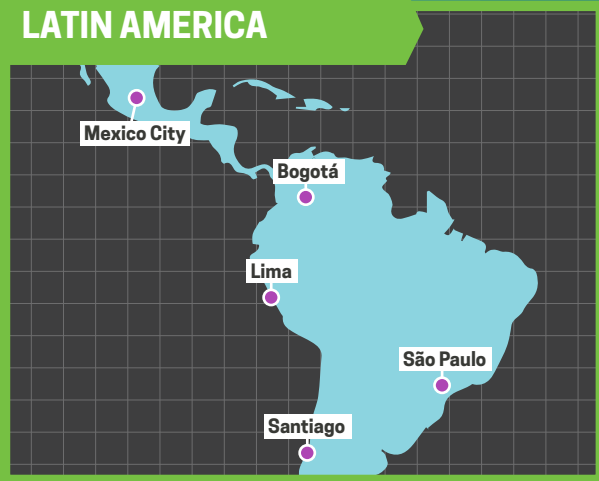 LATIN AMERICA
Mexico City
Bogotá
Lima
São Paulo
Santiago